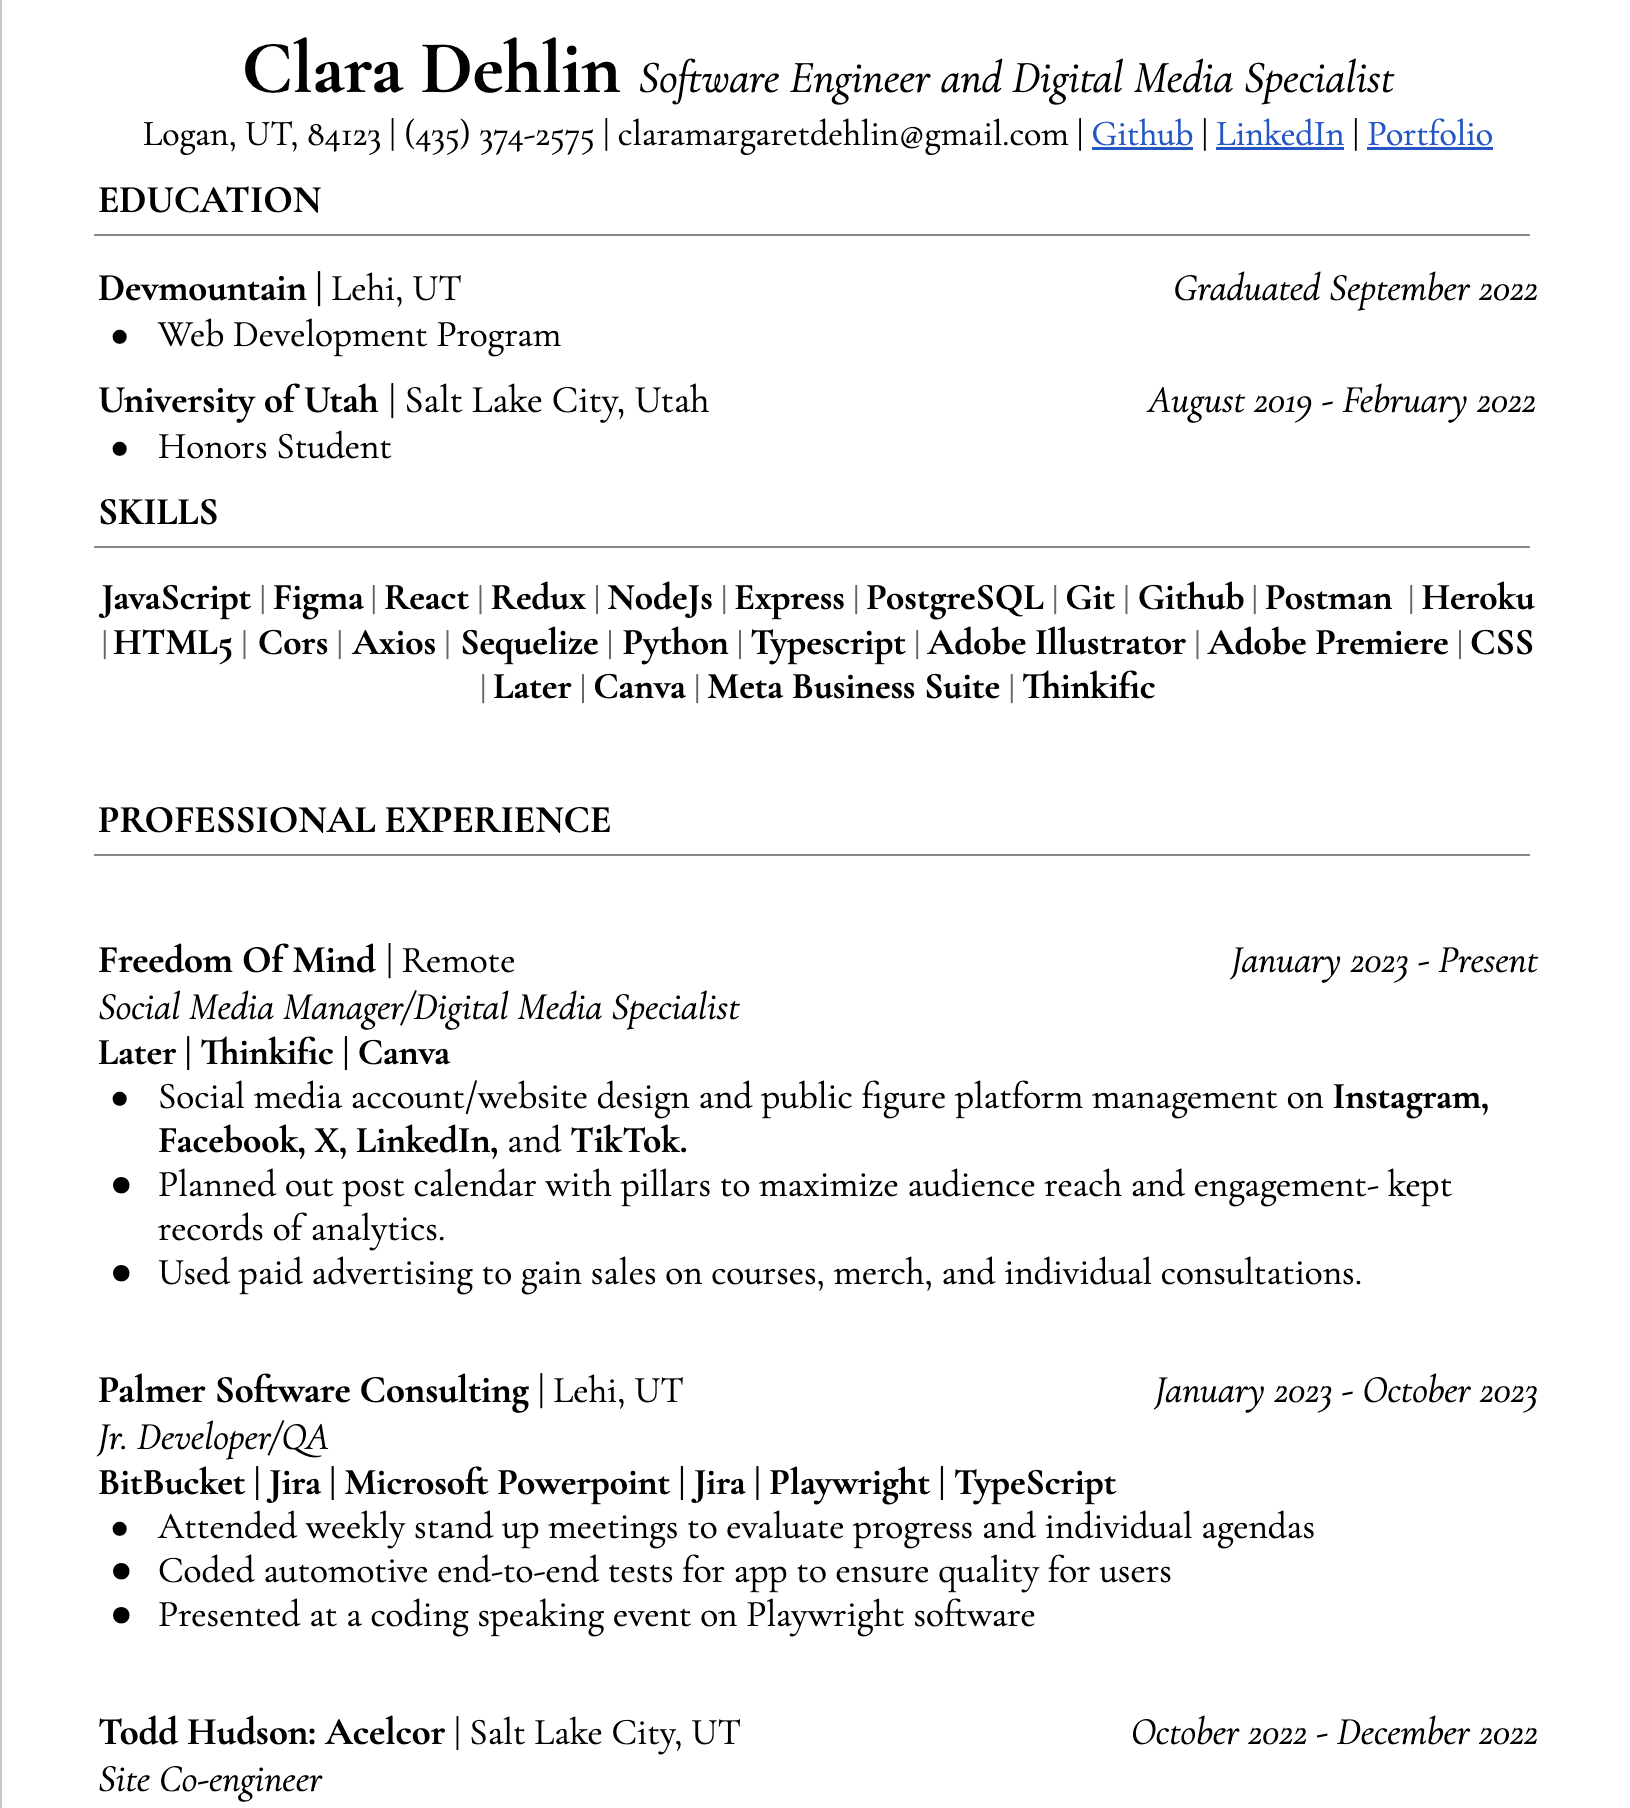 Clara Dehlin Software Engineer and Digital Media Specialist
Logan, UT, 84123 | (435) 374-2575 | claramargaretdehlin@gmail.com | Github | LinkedIn | Portfolio
EDUCATION
Devmountain | Lehi, UT Graduated September 2022
● Web Development Program
University of Utah | Salt Lake City, Utah August 2019 - February 2022
● Honors Student
SKILLS
JavaScript | Figma | React | Redux | NodeJs | Express | PostgreSQL | Git | Github | Postman | Heroku
| HTML5 | Cors | Axios | Sequelize | Python | Typescript | Adobe Illustrator | Adobe Premiere | CSS
| Later | Canva | Meta Business Suite | Thinkific
PROFESSIONAL EXPERIENCE
Freedom Of Mind | Remote January 2023 - Present
Social Media Manager/Digital Media Specialist
Later | Thinkific | Canva
● Social media account/website design and public figure platform management on Instagram,
Facebook, X, LinkedIn, and TikTok.
● Planned out post calendar with pillars to maximize audience reach and engagement- kept
records of analytics.
● Used paid advertising to gain sales on courses, merch, and individual consultations.
Palmer Software Consulting | Lehi, UT January 2023 - October 2023
Jr. Developer/QA
BitBucket | Jira | Microsoft Powerpoint | Jira | Playwright | TypeScript
● Attended weekly stand up meetings to evaluate progress and individual agendas
● Coded automotive end-to-end tests for app to ensure quality for users
● Presented at a coding speaking event on Playwright software
Todd Hudson: Acelcor | Salt Lake City, UT October 2022 - December 2022
Site Co-engineer